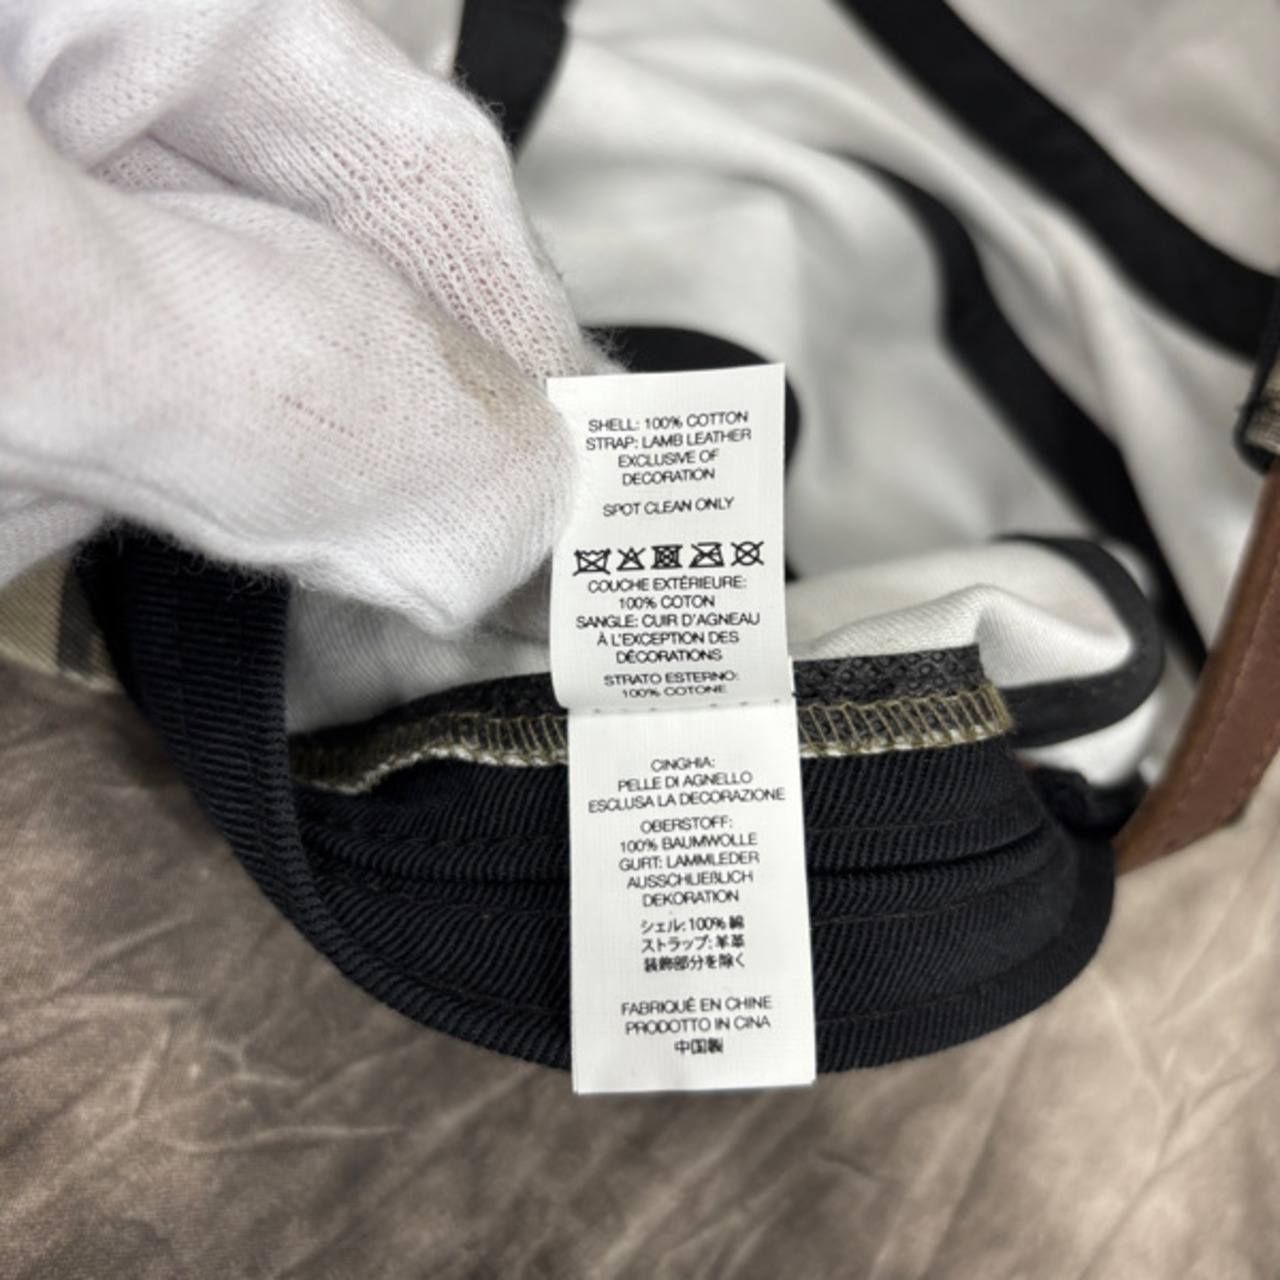 SHELL: 100% COTTON
STRAP: LAMB LEATHER
EXCLUSIVE OF
DECORATION
SPOT CLEAN ONLY
COUCHE EXTÉRIEURE:
100% COTON
SANGLE: CUIR D'AGNEAU
À L'EXCEPTION DES
DÉCORATIONS
STRATO ESTERNO:
100% COTONE
CINGHIA:
PELLE DI AGNELLO
ESCLUSA LA DECORAZIONE
OBERSTOFF:
100% BAUMWOLLE
GURT: LAMMLEDER
AUSSCHLIEßLICH
DEKORATION
シェル:100% 綿
ストラップ:羊革
装飾部分を除く
FABRIQUÉ EN CHINE
PRODOTTO IN CINA
中国製